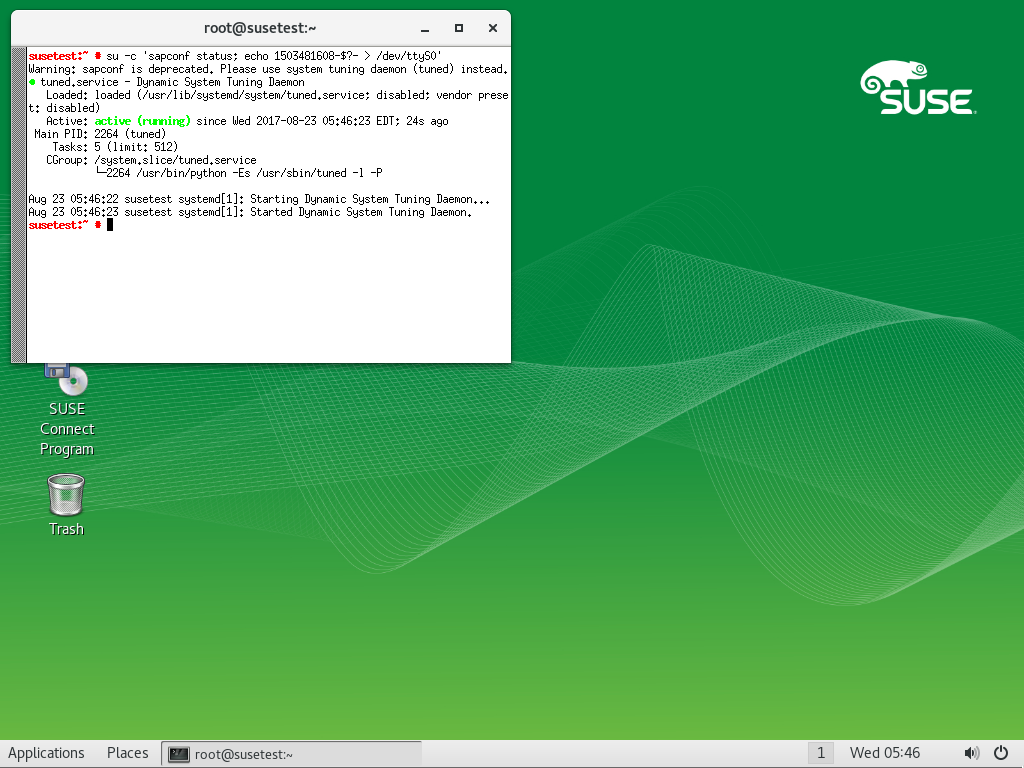 root@susetest:~
susetest:~ # su -c 'sapconf status; echo 1503481608-$?- > /dev/ttyS0'
Warning: sapconf is deprecated. Please use system tuning daemon (tuned) instead.
● tuned.service - Dynamic System Tuning Daemon
   Loaded: loaded (/usr/lib/systemd/system/tuned.service; disabled; vendor prese
t: disabled)
   Active: active (running) since Wed 2017-08-23 05:46:23 EDT; 24s ago
 Main PID: 2264 (tuned)
    Tasks: 5 (limit: 512)
   CGroup: /system.slice/tuned.service
           └─2264 /usr/bin/python -Es /usr/sbin/tuned -l -P
Aug 23 05:46:22 susetest systemd[1]: Starting Dynamic System Tuning Daemon...
Aug 23 05:46:23 susetest systemd[1]: Started Dynamic System Tuning Daemon.
susetest:~ #
SUSE
SUSE
Connect
Program
Trash
Applications Places root@susetest:~ 1 Wed 05:46